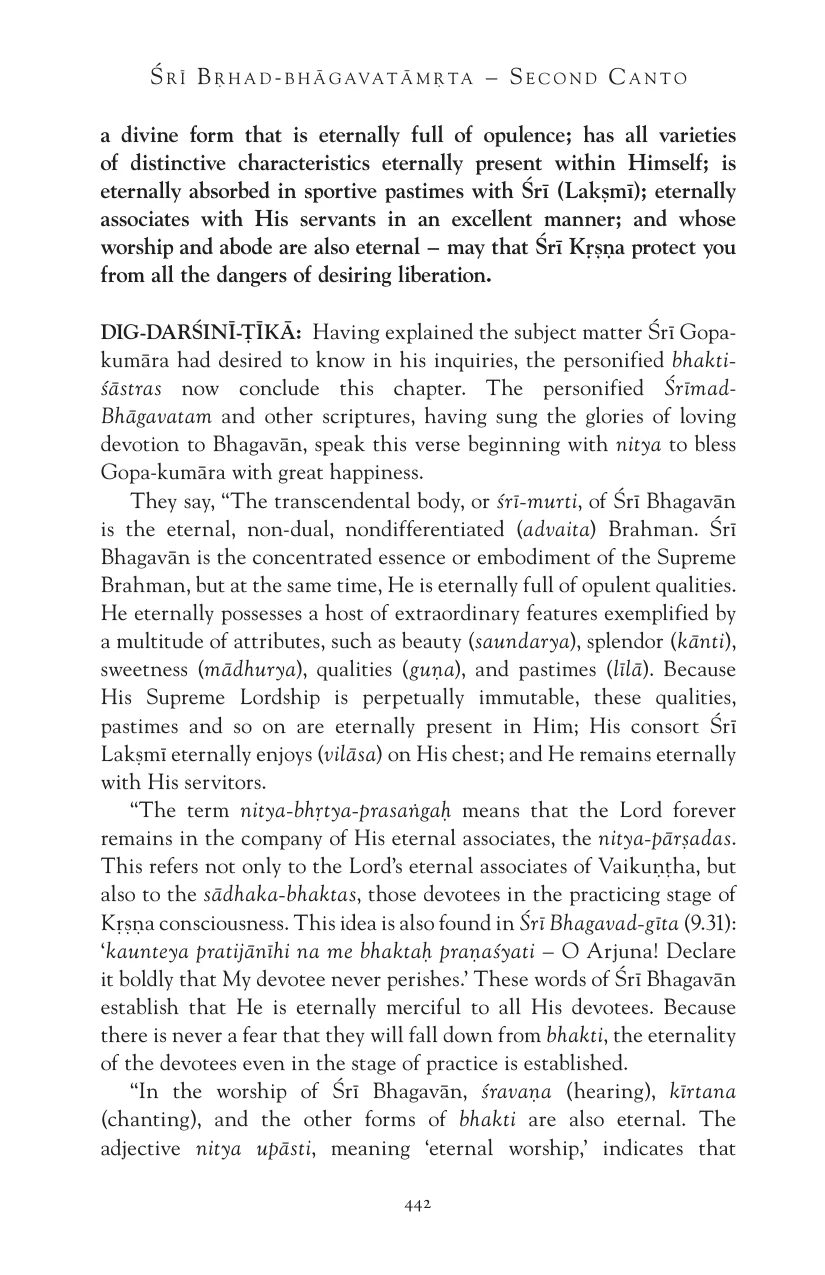 ŚRĪ BṚHAD-BHĀGAVATĀMṚTA – SECOND CANTO
a divine form that is eternally full of opulence; has all varieties
of distinctive characteristics eternally present within Himself; is
eternally absorbed in sportive pastimes with Śrī (Lakṣmī); eternally
associates with His servants in an excellent manner; and whose
worship and abode are also eternal – may that Śrī Kṛṣṇa protect you
from all the dangers of desiring liberation.
DIG-DARŚINĪ-ṬĪKĀ: Having explained the subject matter Śrī Gopa-
kumāra had desired to know in his inquiries, the personified bhakti-
śāstras now conclude this chapter. The personified Śrīmad-
Bhāgavatam and other scriptures, having sung the glories of loving
devotion to Bhagavān, speak this verse beginning with nitya to bless
Gopa-kumāra with great happiness.
They say, “The transcendental body, or śrī-murti, of Śrī Bhagavān
is the eternal, non-dual, nondifferentiated (advaita) Brahman. Śrī
Bhagavān is the concentrated essence or embodiment of the Supreme
Brahman, but at the same time, He is eternally full of opulent qualities.
He eternally possesses a host of extraordinary features exemplified by
a multitude of attributes, such as beauty (saundarya), splendor (kānti),
sweetness (mādhurya), qualities (guṇa), and pastimes (līlā). Because
His Supreme Lordship is perpetually immutable, these qualities,
pastimes and so on are eternally present in Him; His consort Śrī
Lakṣmī eternally enjoys (vilāsa) on His chest; and He remains eternally
with His servitors.
“The term nitya-bhṛtya-prasaṅgaḥ means that the Lord forever
remains in the company of His eternal associates, the nitya-pārṣadas.
This refers not only to the Lord’s eternal associates of Vaikuṇṭha, but
also to the sādhaka-bhaktas, those devotees in the practicing stage of
Kṛṣṇa consciousness. This idea is also found in Śrī Bhagavad-gīta (9.31):
‘kaunteya pratijānīhi na me bhaktaḥ praṇaśyati – O Arjuna! Declare
it boldly that My devotee never perishes.’ These words of Śrī Bhagavān
establish that He is eternally merciful to all His devotees. Because
there is never a fear that they will fall down from bhakti, the eternality
of the devotees even in the stage of practice is established.
“In the worship of Śrī Bhagavān, śravaṇa (hearing), kīrtana
(chanting), and the other forms of bhakti are also eternal. The
adjective nitya upāsti, meaning ‘eternal worship,’ indicates that
442